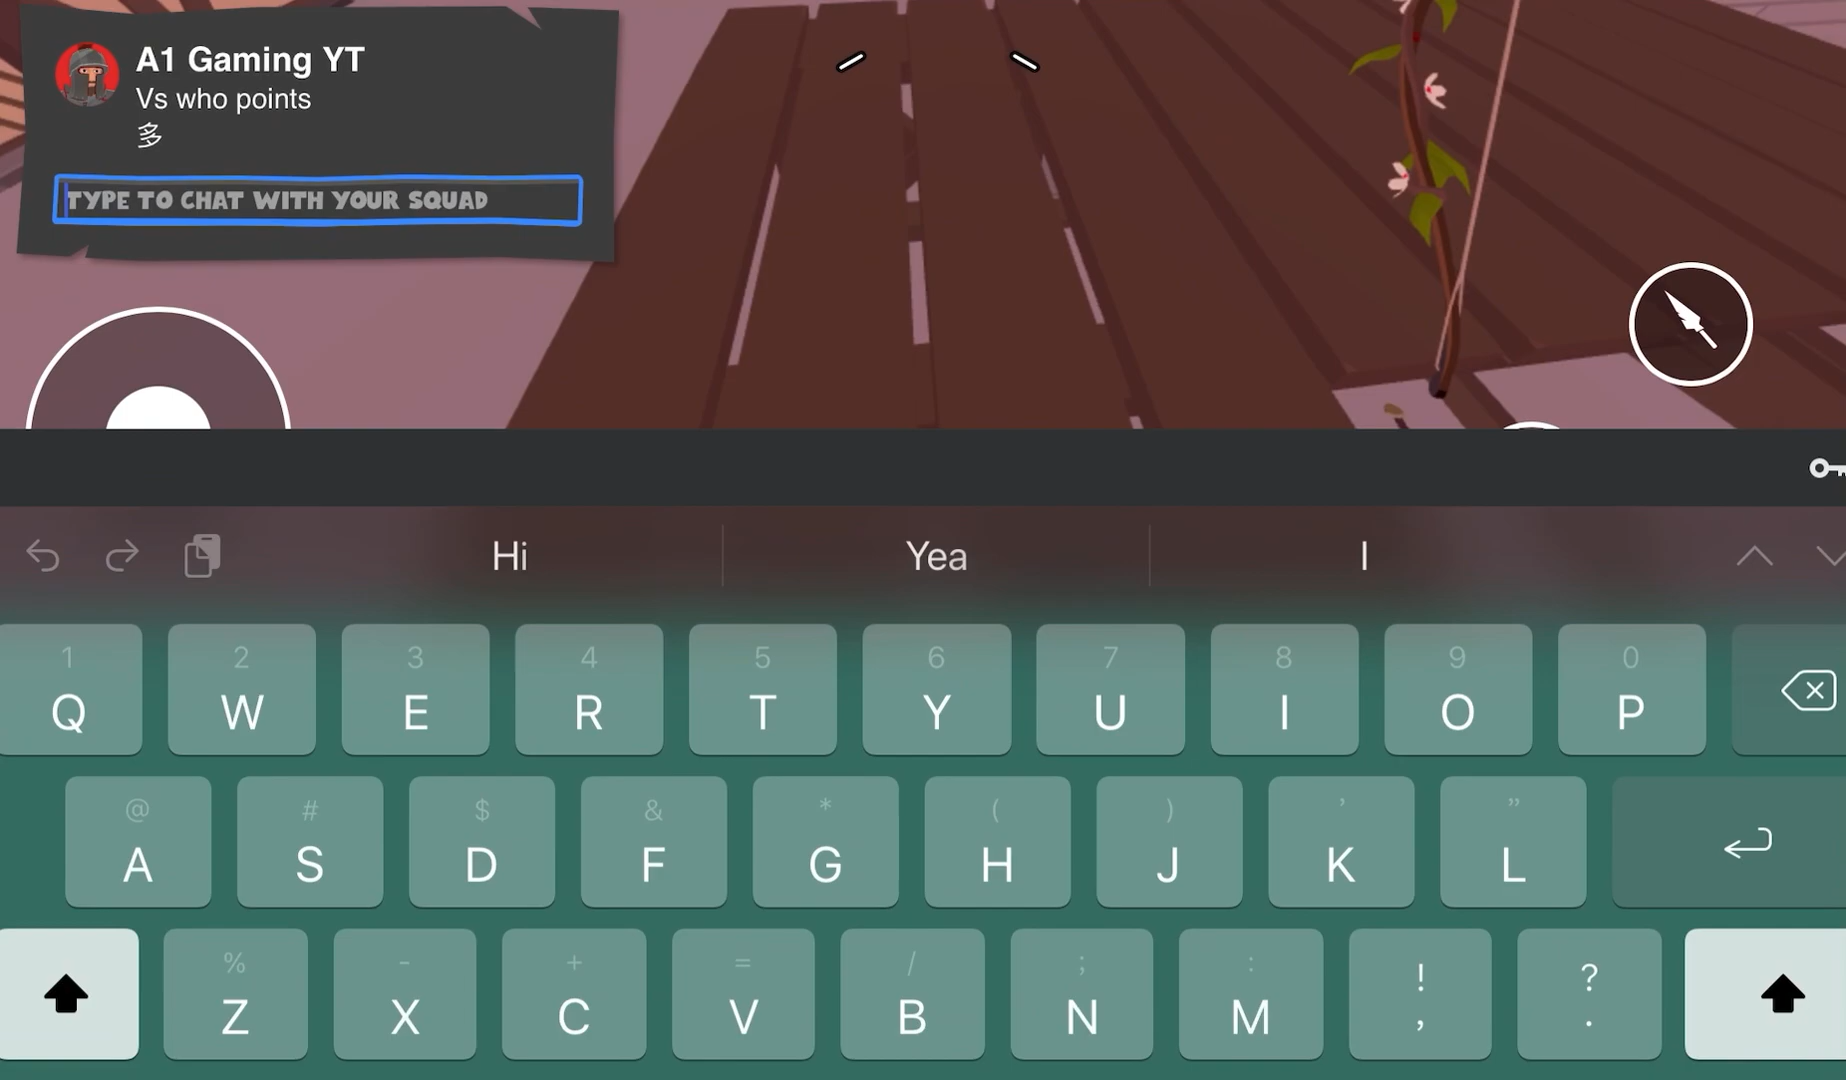 A1 Gaming YT
Vs who points
多
TYPE TO CHAT WITH YOUR SQUAD
Hi Yea I
1 2 3 4 5 6 7 8 9 0
Q W E R T Y U I O P
@ # $ & * ( ) ’ ”
A S D F G H J K L
% - + = / ; : ! ?
Z X C V B N M , .